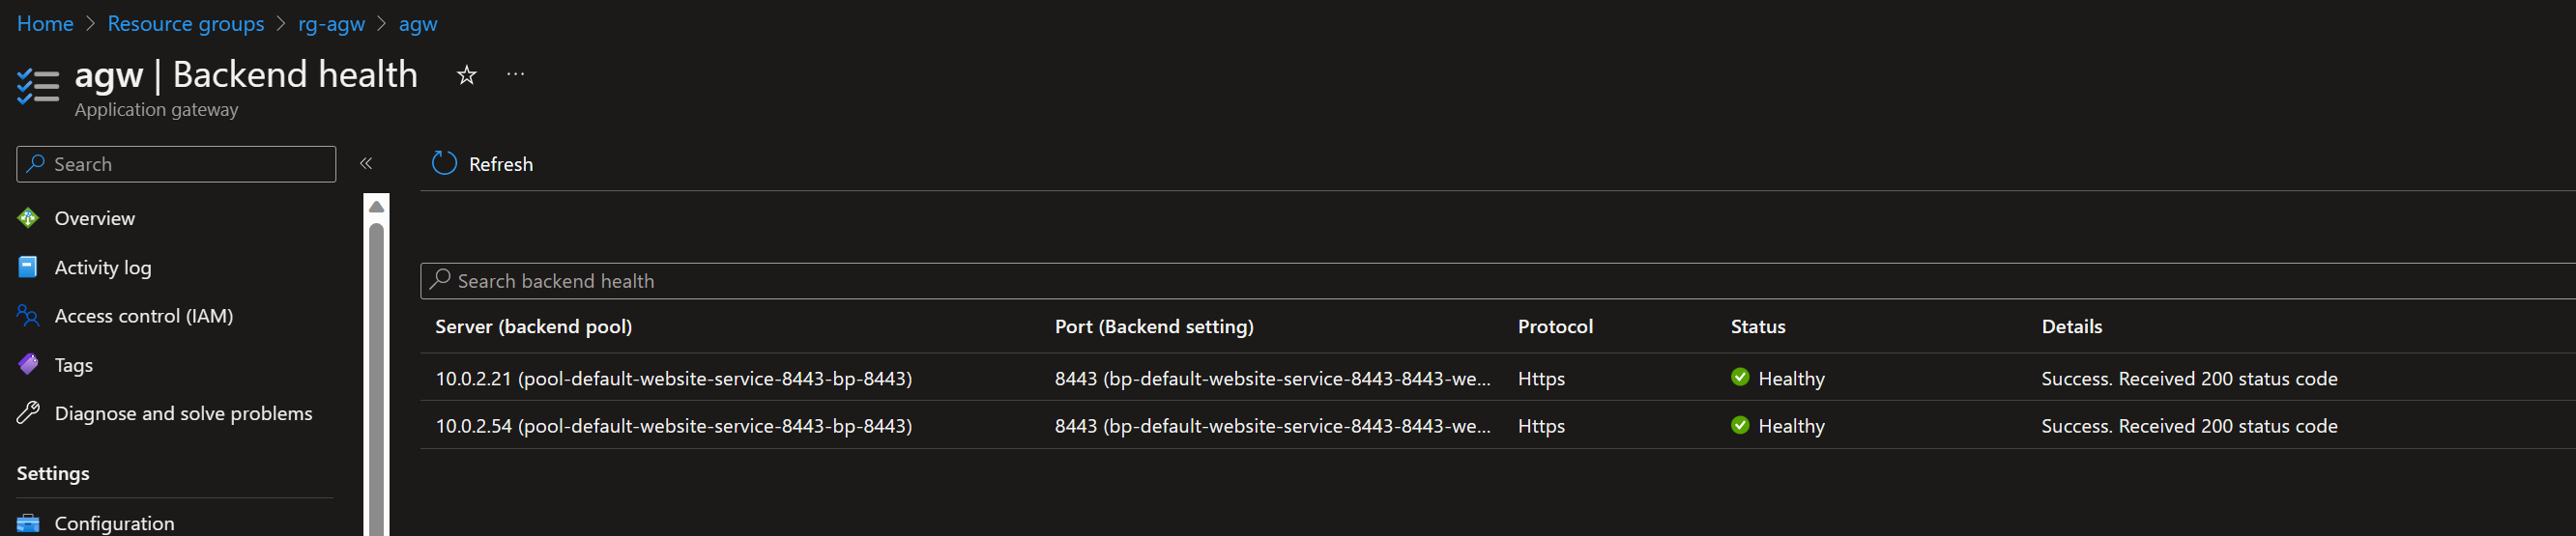 Home > Resource groups > rg-agw > agw
agw | Backend health
Application gateway
Search
Overview
Activity log
Access control (IAM)
Tags
Diagnose and solve problems
Settings
Configuration
Refresh
Search backend health
Server (backend pool) Port (Backend setting) Protocol Status Details
10.0.2.21 (pool-default-website-service-8443-bp-8443) 8443 (bp-default-website-service-8443-8443-we... Https Healthy Success. Received 200 status code
10.0.2.54 (pool-default-website-service-8443-bp-8443) 8443 (bp-default-website-service-8443-8443-we... Https Healthy Success. Received 200 status code